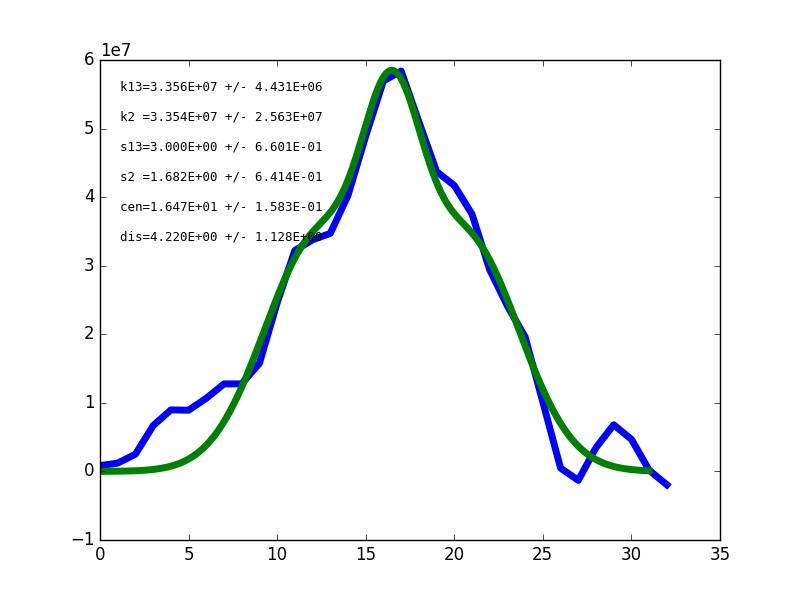 1e7
6
k13=3.356E+07 +/- 4.431E+06
k2 =3.354E+07 +/- 2.563E+07
5
s13=3.000E+00 +/- 6.601E-01
s2 =1.682E+00 +/- 6.414E-01
4
cen=1.647E+01 +/- 1.583E-01
dis=4.220E+00 +/- 1.128E+00
3
2
1
0
−1
0 5 10 15 20 25 30 35